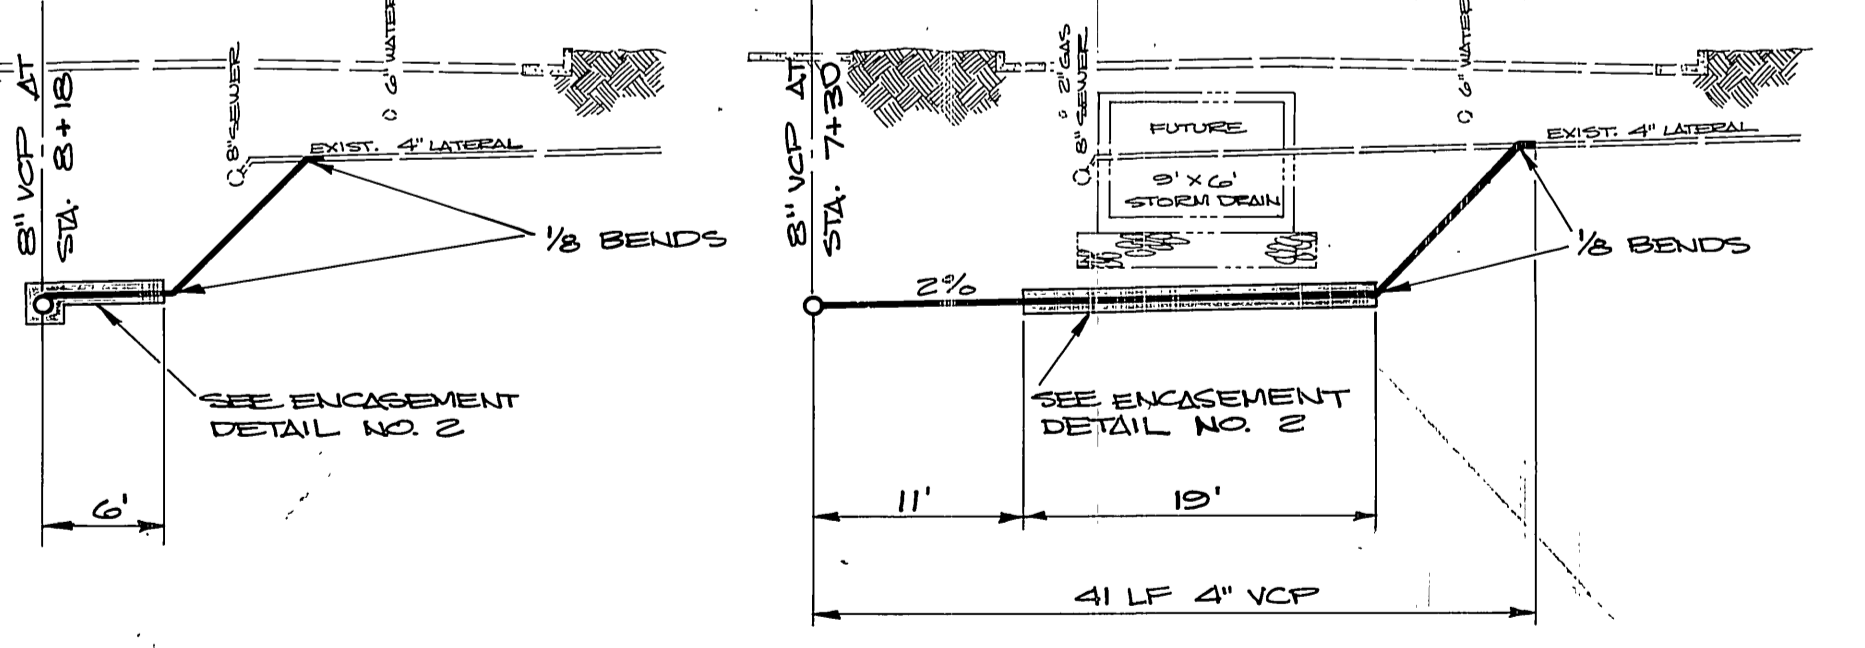 8" VCP AT
STA. 8+18
8" SEWER
6" WATER
EXIST. 4" LATERAL
1/8 BENDS
SEE ENCASEMENT
DETAIL NO. 2
6'
8" VCP AT
STA. 7+30
2" GAS
8" SEWER
6" WATER
FUTURE
9' X 6'
STORM DRAIN
EXIST. 4" LATERAL
1/8 BENDS
2%
SEE ENCASEMENT
DETAIL NO. 2
11'
19'
41 LF 4" VCP